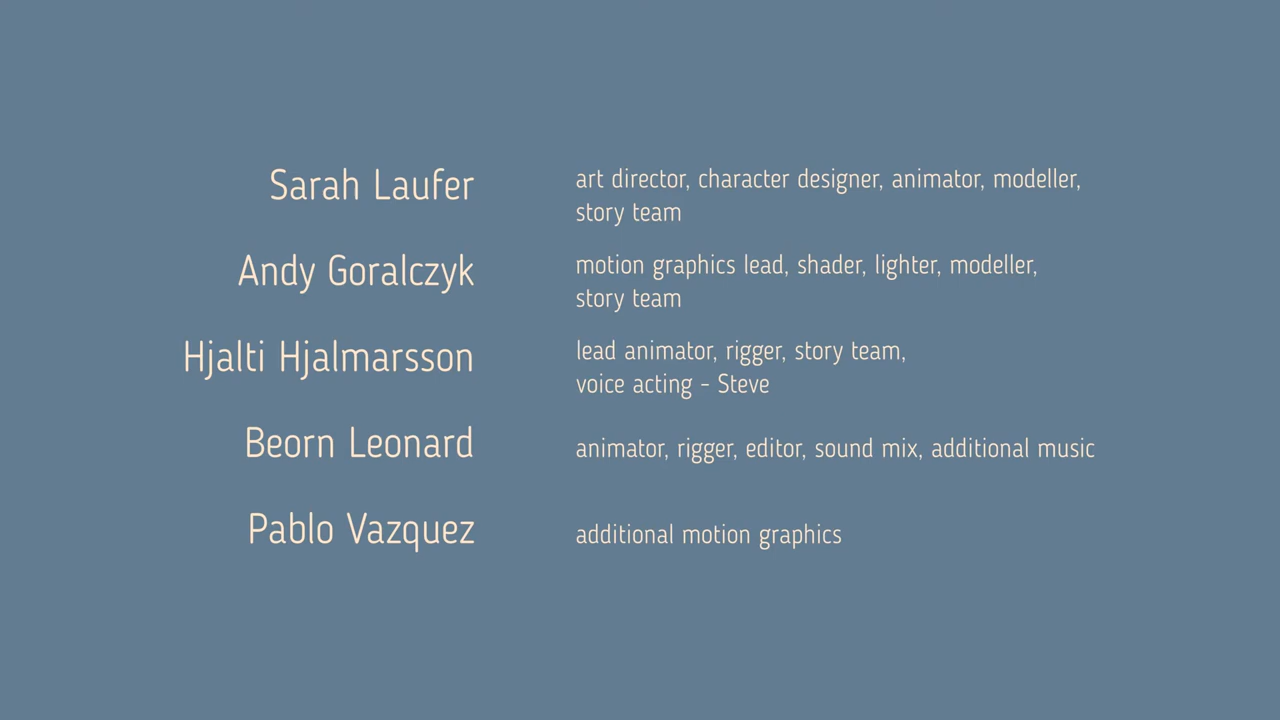 Sarah Laufer
art director, character designer, animator, modeller,
story team
Andy Goralczyk
motion graphics lead, shader, lighter, modeller,
story team
Hjalti Hjalmarsson
lead animator, rigger, story team,
voice acting - Steve
Beorn Leonard
animator, rigger, editor, sound mix, additional music
Pablo Vazquez
additional motion graphics